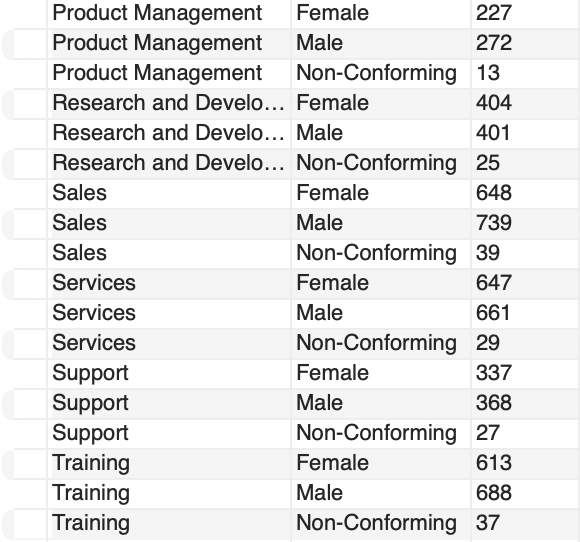 Product Management Female 227
Product Management Male 272
Product Management Non-Conforming 13
Research and Develo... Female 404
Research and Develo... Male 401
Research and Develo... Non-Conforming 25
Sales Female 648
Sales Male 739
Sales Non-Conforming 39
Services Female 647
Services Male 661
Services Non-Conforming 29
Support Female 337
Support Male 368
Support Non-Conforming 27
Training Female 613
Training Male 688
Training Non-Conforming 37